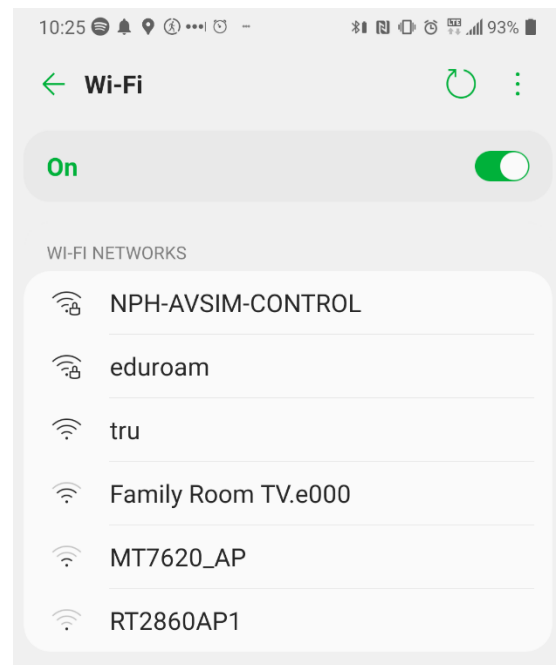 10:25 LTE 93%
Wi-Fi
On
WI-FI NETWORKS
NPH-AVSIM-CONTROL
eduroam
tru
Family Room TV.e000
MT7620_AP
RT2860AP1